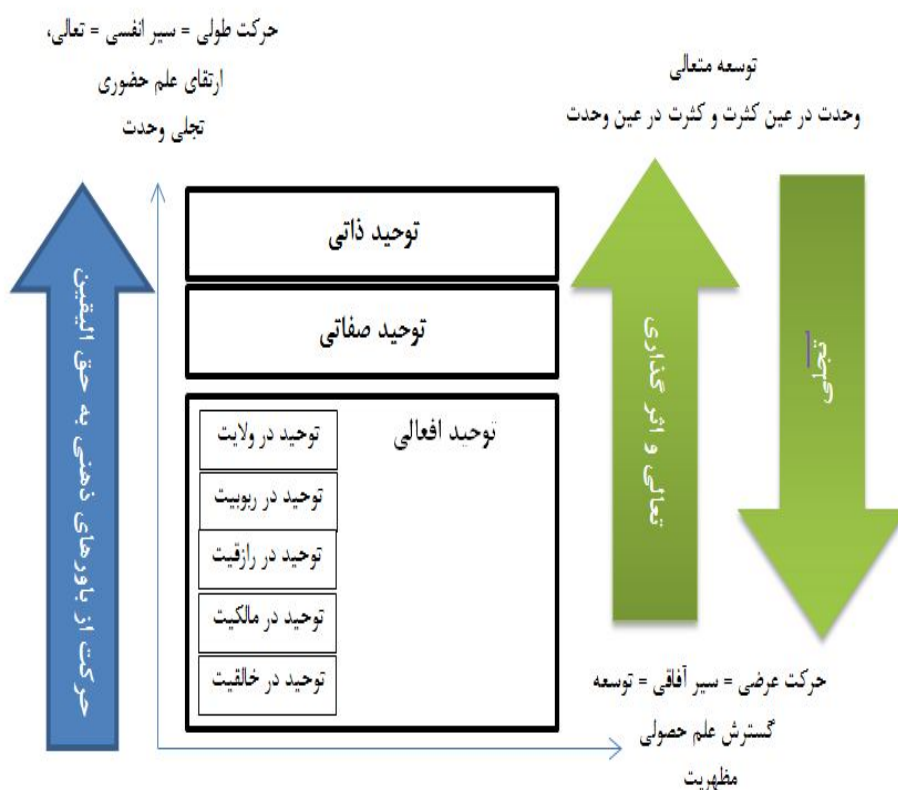 حرکت طولی = سیر انفسی = تعالی،
ارتقای علم حضوری
تجلی وحدت
توسعه متعالی
وحدت در عین کثرت و کثرت در عین وحدت
توحید ذاتی
توحید صفاتی
توحید افعالی
توحید در ولایت
توحید در ربوبیت
توحید در رازقیت
توحید در مالکیت
توحید در خالقیت
حرکت از باورهای ذهنی به حق الیقین
تعالی و اثر گذاری
حرکت عرضی = سیر آفاقی = توسعه
گسترش علم حصولی
مظهریت